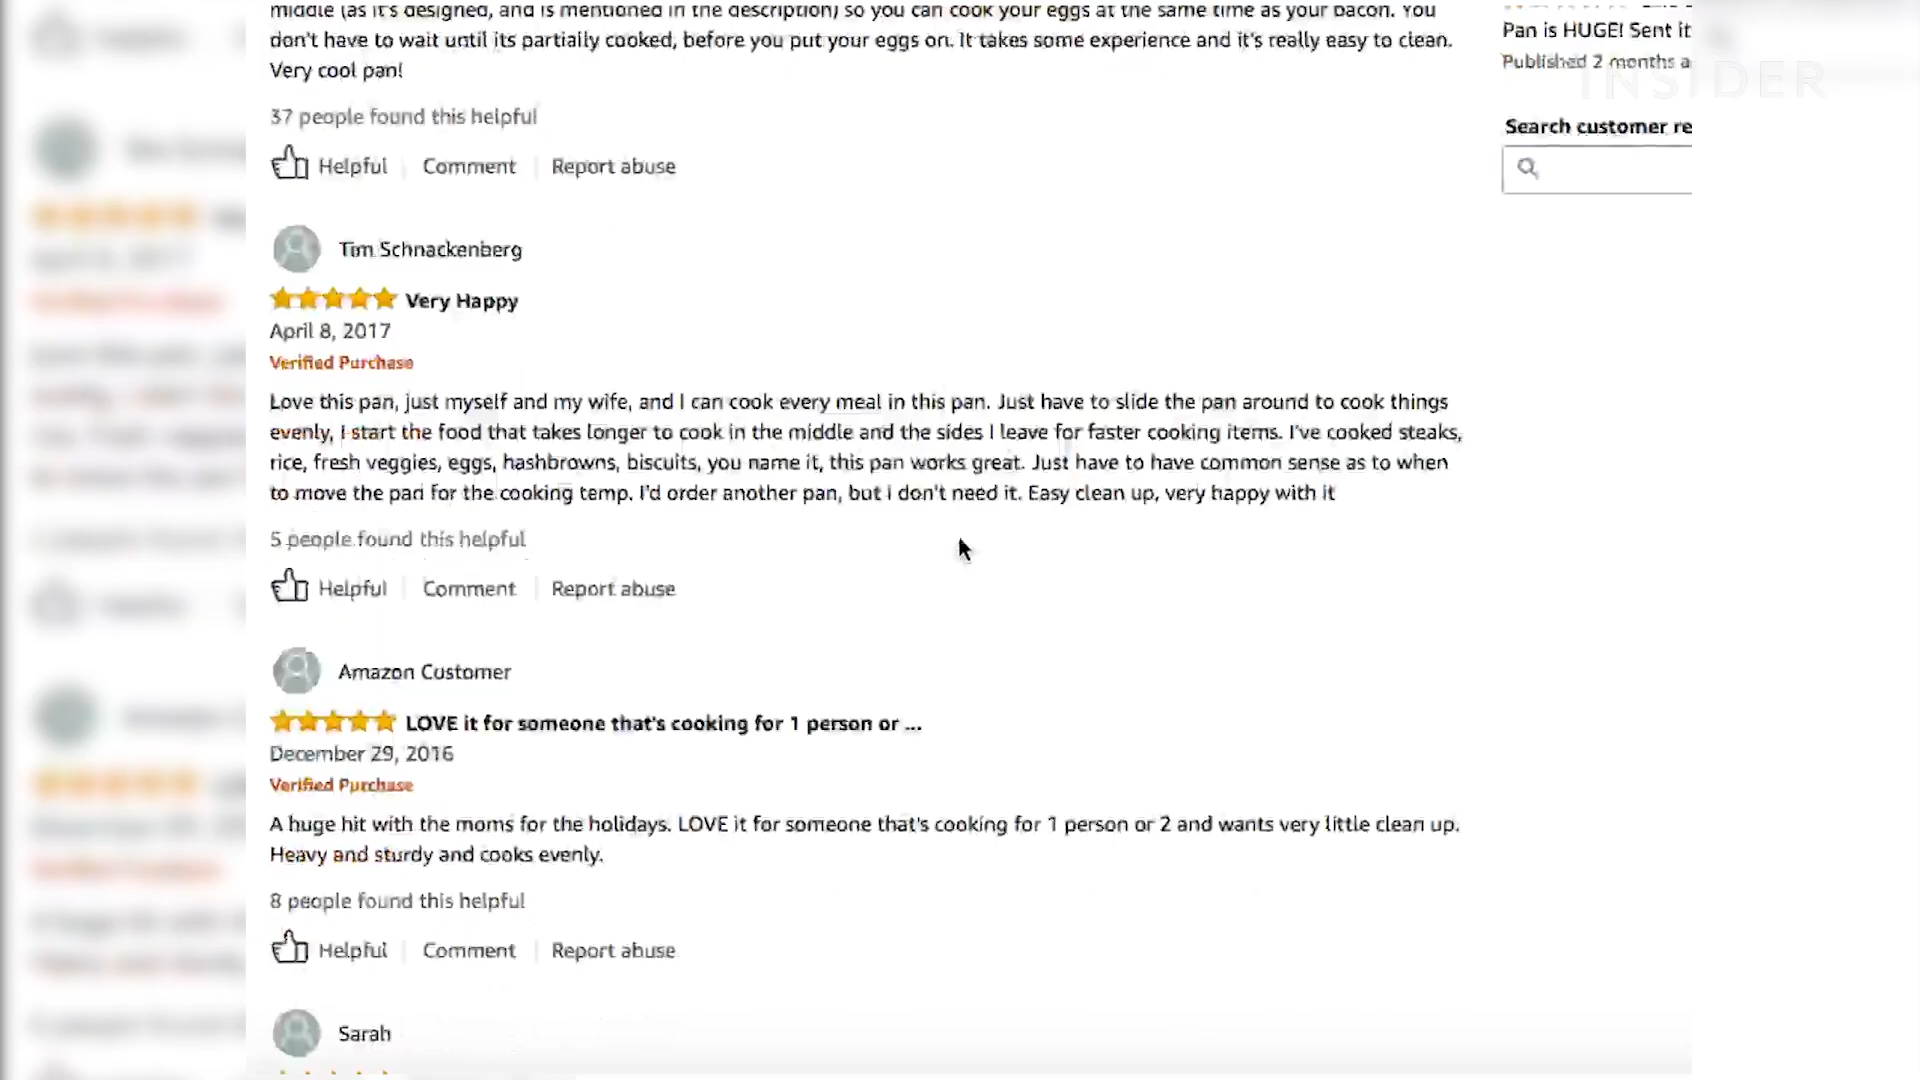 middle (as it's designed, and is mentioned in the description) so you can cook your eggs at the same time as your bacon. You
don't have to wait until its partially cooked, before you put your eggs on. It takes some experience and it's really easy to clean.
Very cool pan!
37 people found this helpful
Helpful Comment Report abuse
Tim Schnackenberg
Very Happy
April 8, 2017
Verified Purchase
Love this pan, just myself and my wife, and I can cook every meal in this pan. Just have to slide the pan around to cook things
evenly, I start the food that takes longer to cook in the middle and the sides I leave for faster cooking items. I've cooked steaks,
rice, fresh veggies, eggs, hashbrowns, biscuits, you name it, this pan works great. Just have to have common sense as to when
to move the pan for the cooking temp. I'd order another pan, but I don't need it. Easy clean up, very happy with it
5 people found this helpful
Helpful Comment Report abuse
Amazon Customer
LOVE it for someone that's cooking for 1 person or ...
December 29, 2016
Verified Purchase
A huge hit with the moms for the holidays. LOVE it for someone that's cooking for 1 person or 2 and wants very little clean up.
Heavy and sturdy and cooks evenly.
8 people found this helpful
Helpful Comment Report abuse
Sarah
Pan is HUGE! Sent it
Published 2 months a
INSIDER
Search customer re